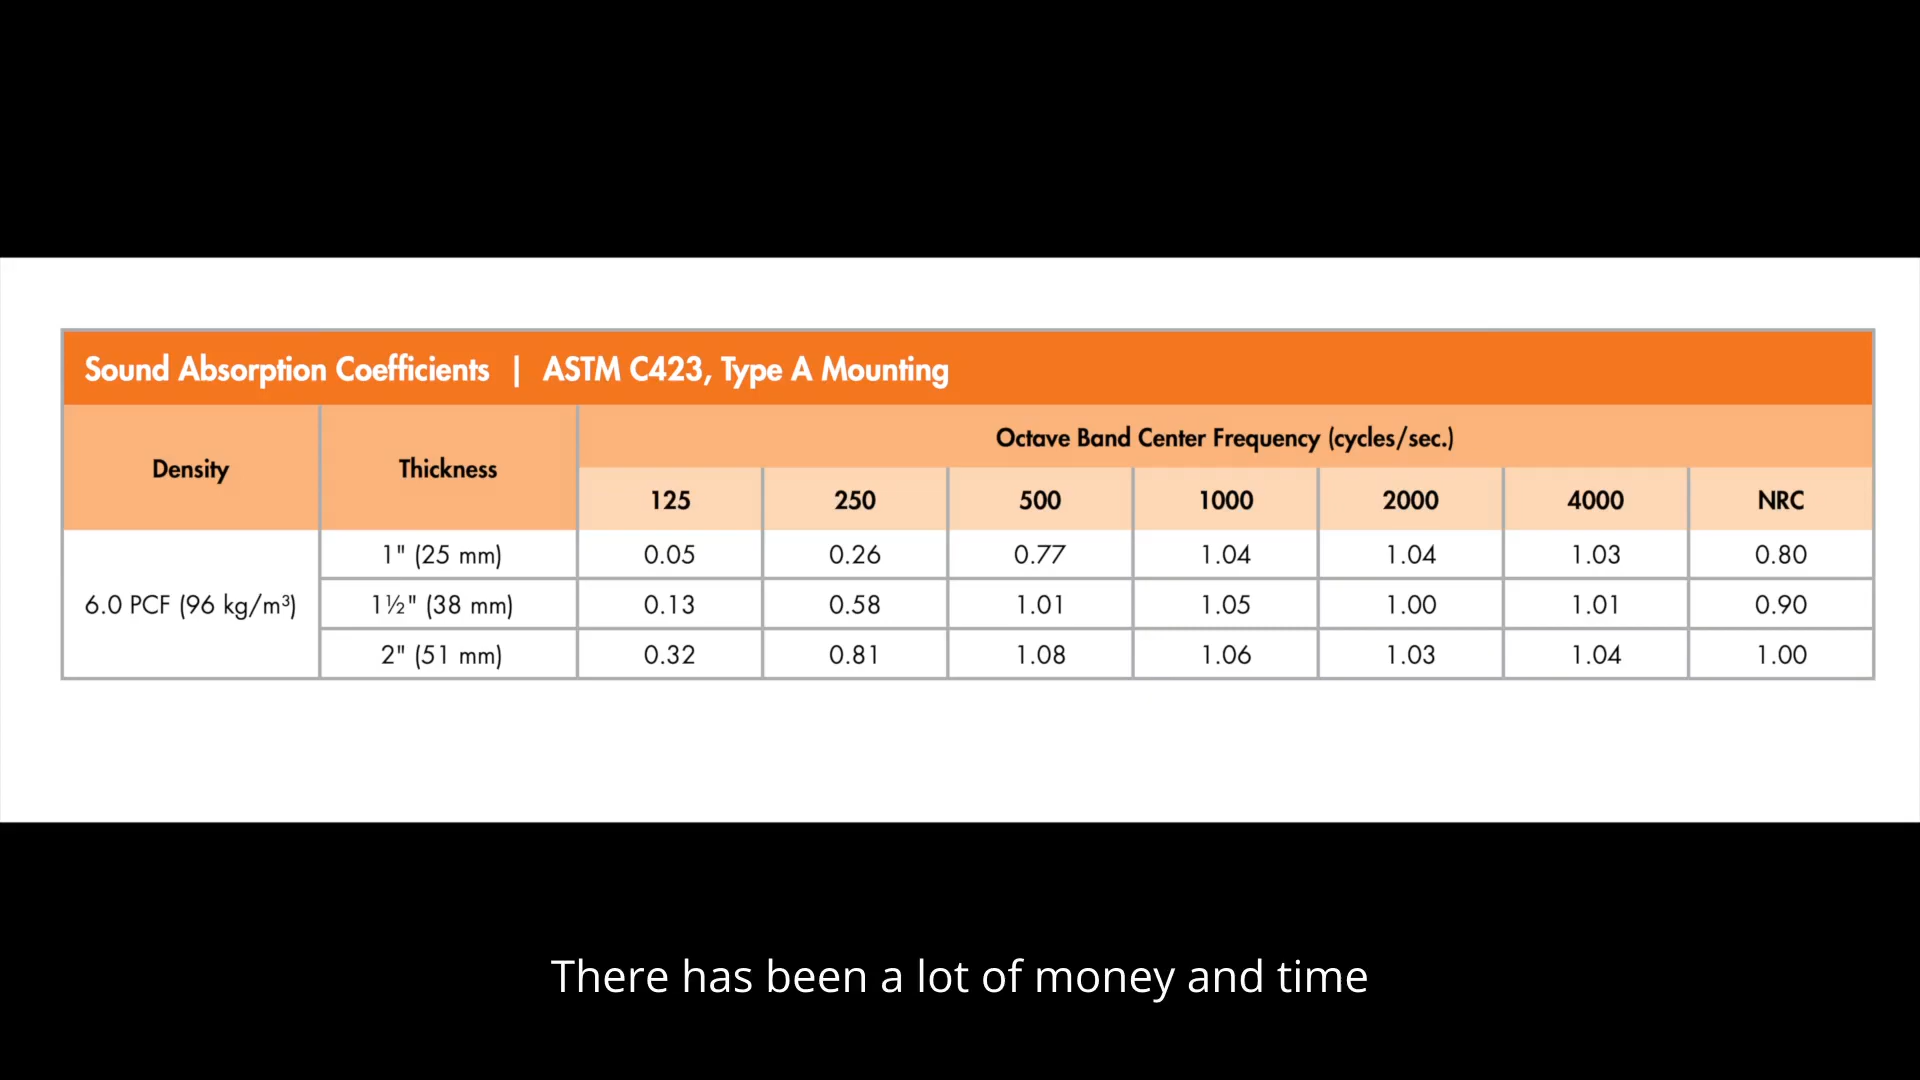 Sound Absorption Coefficients | ASTM C423, Type A Mounting
Density Thickness Octave Band Center Frequency (cycles/sec.)
125 250 500 1000 2000 4000 NRC
6.0 PCF (96 kg/m³)
1" (25 mm) 0.05 0.26 0.77 1.04 1.04 1.03 0.80
1½" (38 mm) 0.13 0.58 1.01 1.05 1.00 1.01 0.90
2" (51 mm) 0.32 0.81 1.08 1.06 1.03 1.04 1.00
There has been a lot of money and time